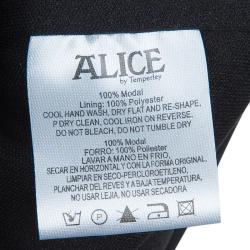 ALICE
by Temperley
100% Modal
Lining: 100% Polyester
COOL HAND WASH, DRY FLAT AND RE-SHAPE.
P DRY CLEAN, COOL IRON ON REVERSE.
DO NOT BLEACH, DO NOT TUMBLE DRY
100% Modal
FORRO: 100% Poliester
LAVAR A MANO EN FRIO,
SECAR EN HORIZONTAL Y CON LA FORMA ORIGINAL,
LIMPIAR EN SECO-PERCLOROETILENO,
PLANCHAR DEL REVES Y A BAJA TEMPERATURA,
NO USAR LEJIA, NO USAR SECADORA
P